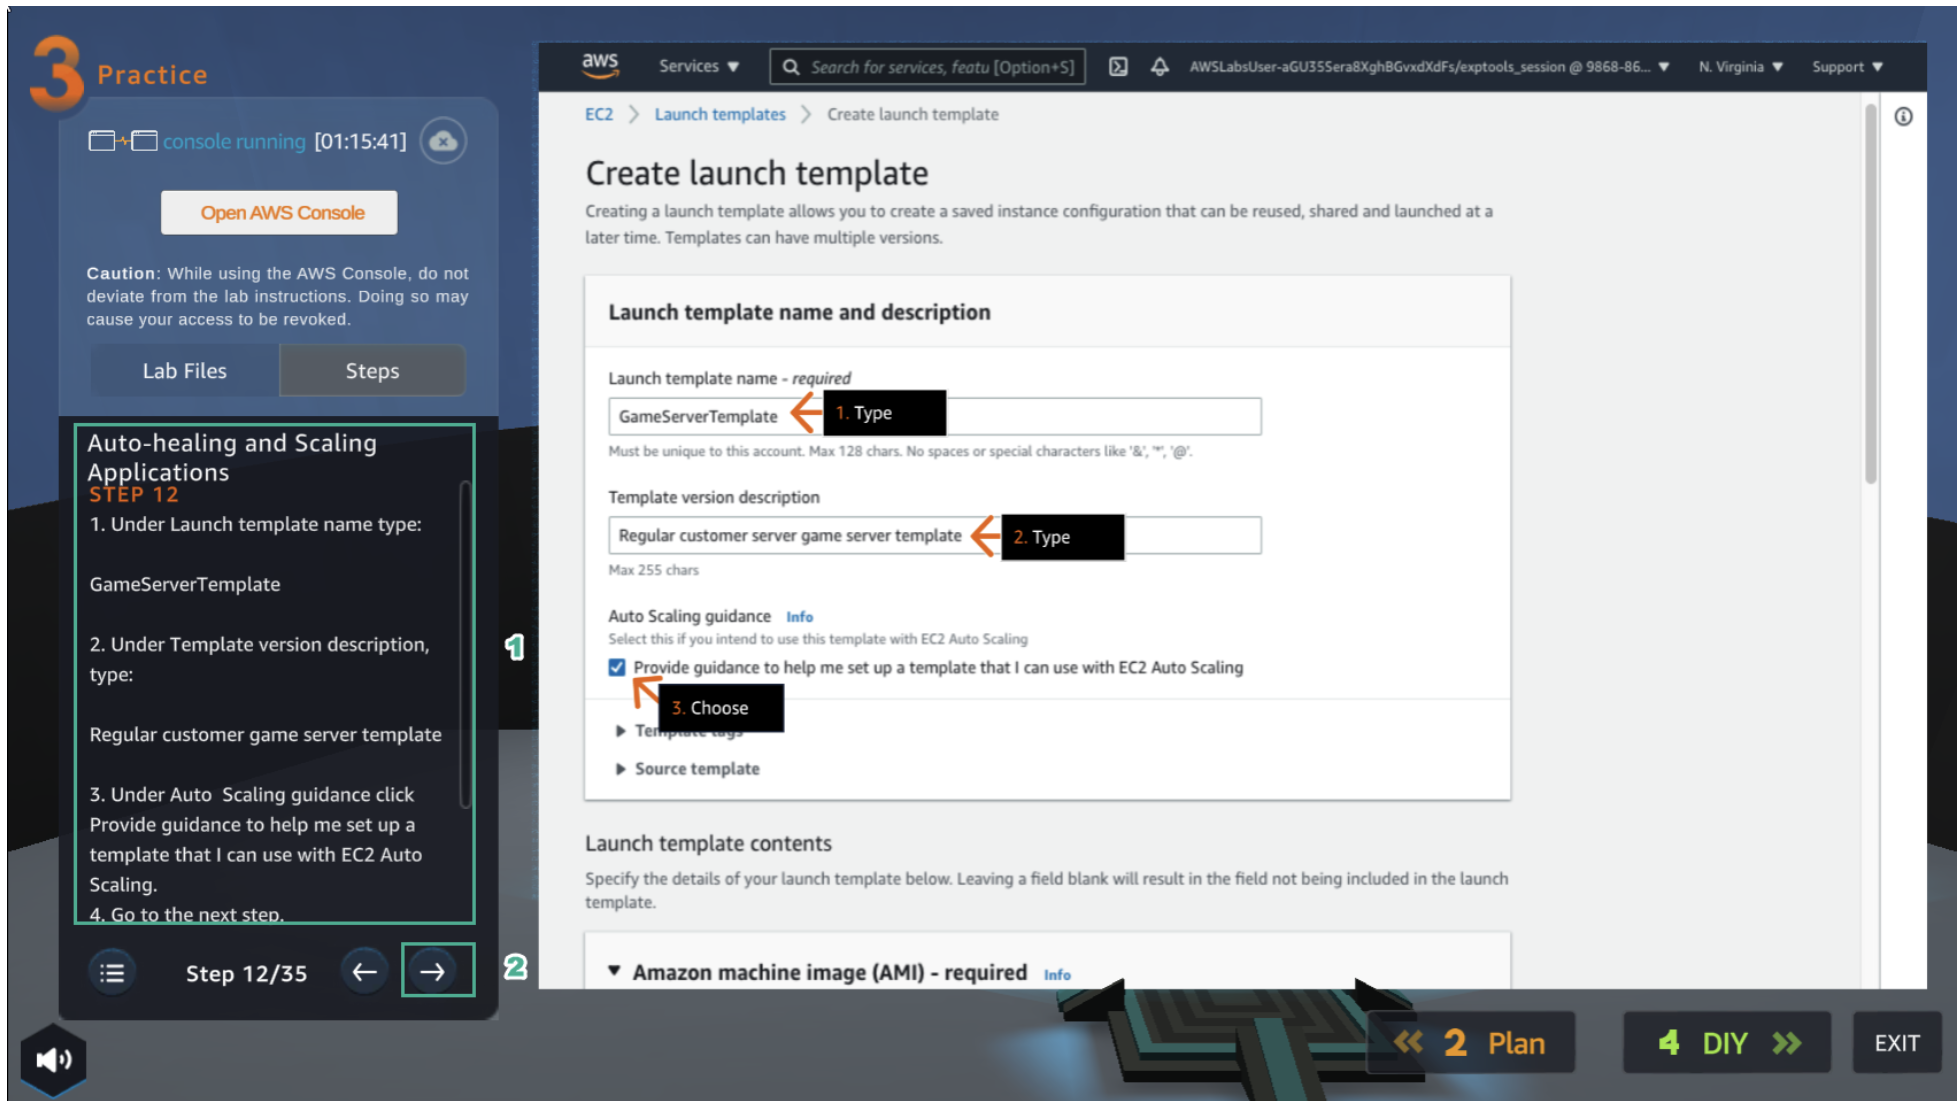 3 Practice
console running [01:15:41]
Open AWS Console
Caution: While using the AWS Console, do not
deviate from the lab instructions. Doing so may
cause your access to be revoked.
Lab Files
Steps
Auto-healing and Scaling
Applications
STEP 12
1. Under Launch template name type:
GameServerTemplate
2. Under Template version description,
type:
Regular customer game server template
3. Under Auto  Scaling guidance click
Provide guidance to help me set up a
template that I can use with EC2 Auto
Scaling.
4. Go to the next step.
1
Step 12/35
2
aws
Services
Search for services, featu [Option+S]
AWSLabsUser-aGU35Sera8XghBGvxdXdFs/exptools_session @ 9868-86...
N. Virginia
Support
EC2
Launch templates
Create launch template
Create launch template
Creating a launch template allows you to create a saved instance configuration that can be reused, shared and launched at a
later time. Templates can have multiple versions.
Launch template name and description
Launch template name - required
GameServerTemplate
1. Type
Must be unique to this account. Max 128 chars. No spaces or special characters like '&', '*', '@'.
Template version description
Regular customer server game server template
2. Type
Max 255 chars
Auto Scaling guidance Info
Select this if you intend to use this template with EC2 Auto Scaling
Provide guidance to help me set up a template that I can use with EC2 Auto Scaling
3. Choose
Template tags
Source template
Launch template contents
Specify the details of your launch template below. Leaving a field blank will result in the field not being included in the launch
template.
Amazon machine image (AMI) - required Info
2 Plan
4 DIY
EXIT